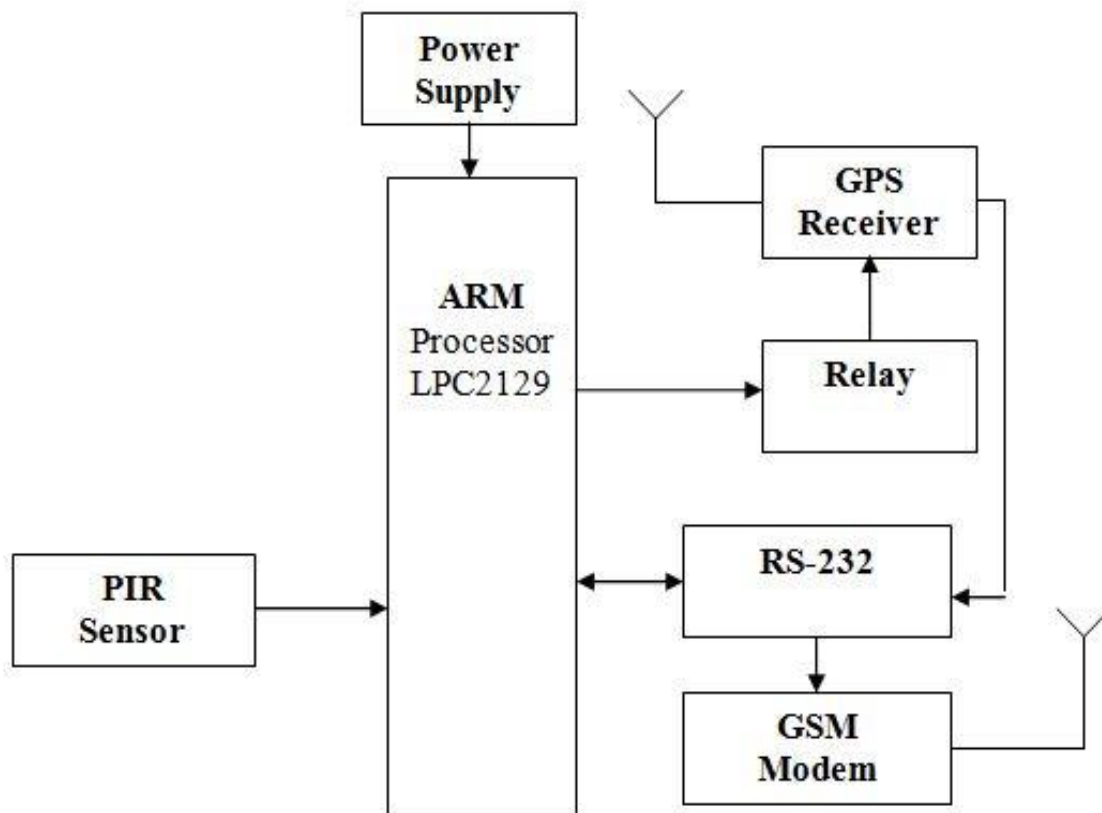 Power
Supply
GPS
Receiver
ARM
Processor
LPC2129
Relay
RS-232
PIR
Sensor
GSM
Modem